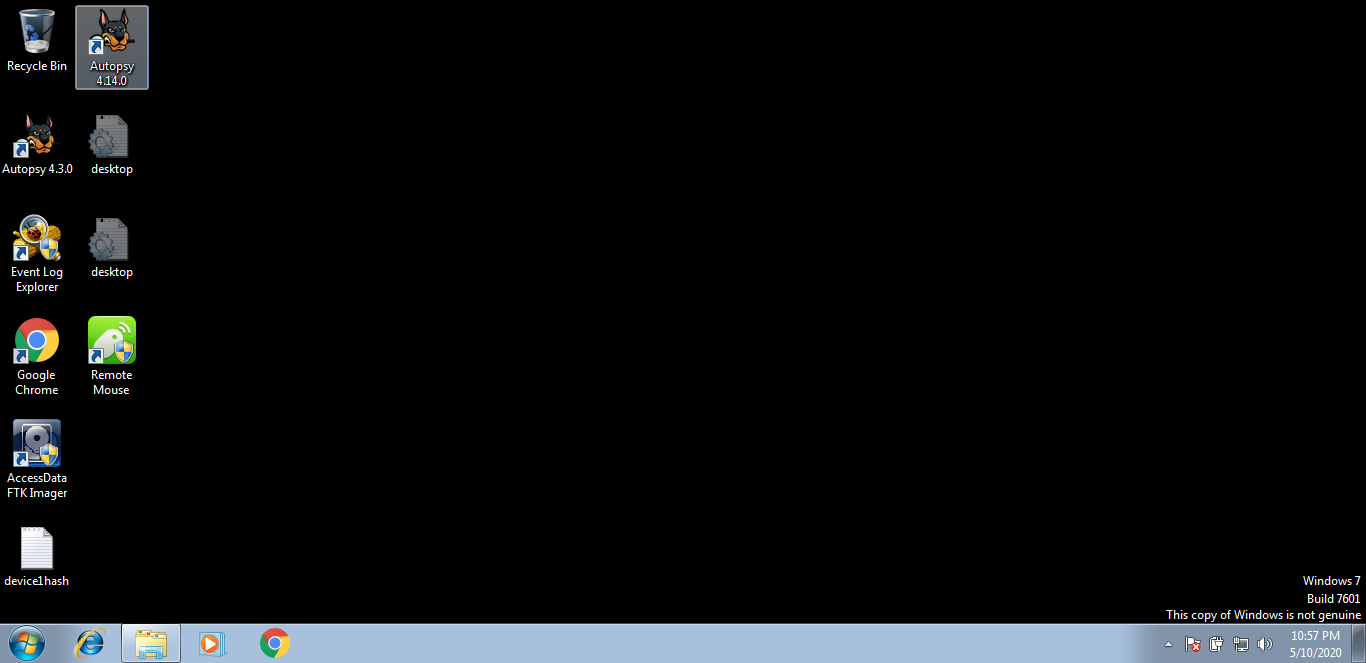 Recycle Bin
Autopsy
4.14.0
Autopsy 4.3.0
desktop
Event Log
Explorer
desktop
Google
Chrome
Remote
Mouse
AccessData
FTK Imager
device1hash
Windows 7
Build 7601
This copy of Windows is not genuine
10:57 PM
5/10/2020